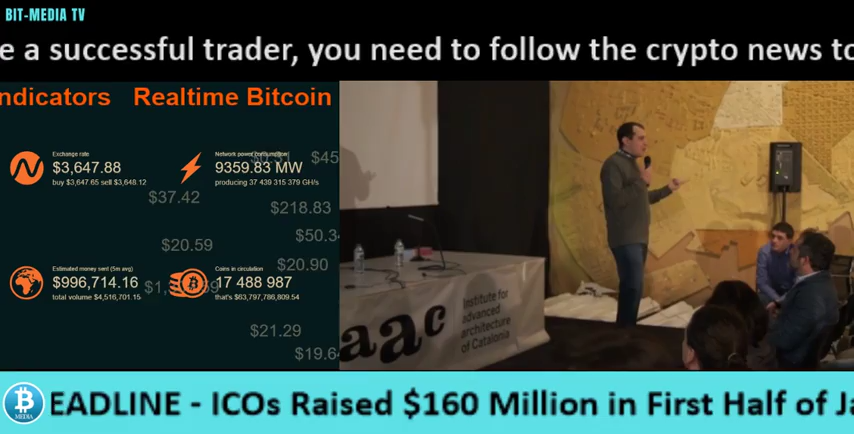 BIT-MEDIA TV
e a successful trader, you need to follow the crypto news to
ndicators Realtime Bitcoin
Exchange rate
$3,647.88
buy $3,647.65 sell $3,648.12
Network power consumption
9359.83 MW
producing 37 439 315 379 GH/s
$45
$37.42
$218.83
$50.3
$20.59
$20.90
Estimated money sent (5m avg)
$996,714.16
total volume $4,516,701.15
Coins in circulation
17 488 987
that's $63,797,786,809.54
$21.29
$19.6
aac
Institute for
advanced
architecture
of Catalonia
B
MEDIA
EADLINE - ICOs Raised $160 Million in First Half of Ja